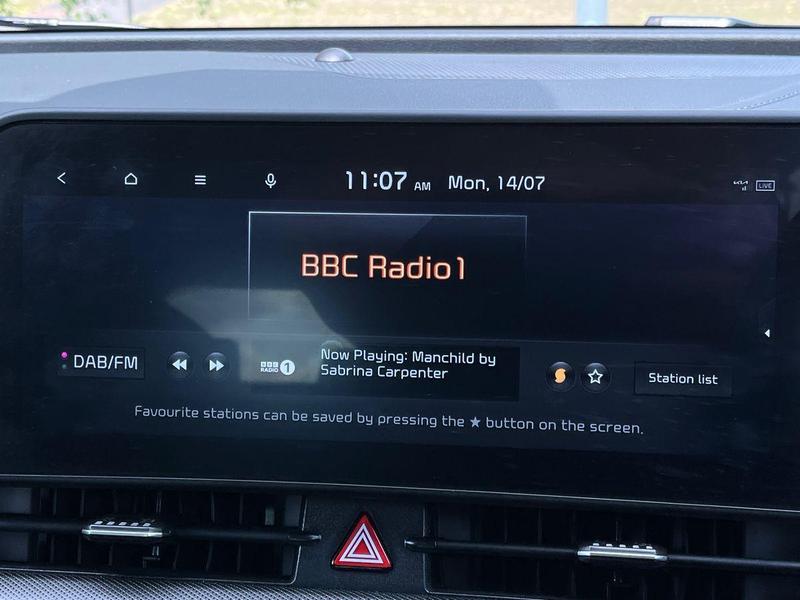 11:07 AM Mon, 14/07
LIVE
BBC Radio1
DAB/FM
BBC RADIO 1
Now Playing: Manchild by
Sabrina Carpenter
Station list
Favourite stations can be saved by pressing the ★ button on the screen.